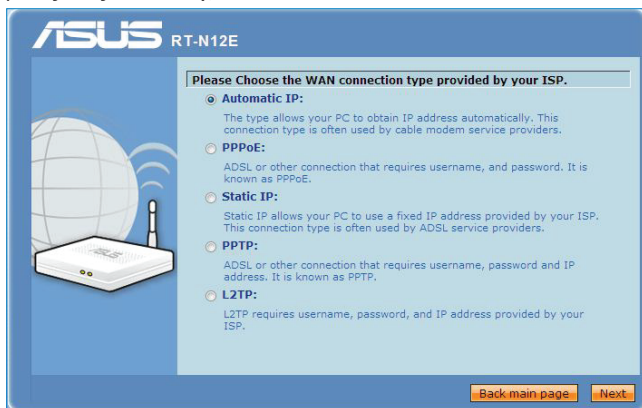 ASUS RT-N12E
Please Choose the WAN connection type provided by your ISP.
Automatic IP:
The type allows your PC to obtain IP address automatically. This
connection type is often used by cable modem service providers.
PPPoE:
ADSL or other connection that requires username, and password. It is
known as PPPoE.
Static IP:
Static IP allows your PC to use a fixed IP address provided by your ISP.
This connection type is often used by ADSL service providers.
PPTP:
ADSL or other connection that requires username, password and IP
address. It is known as PPTP.
L2TP:
L2TP requires username, password, and IP address provided by your
ISP.
ASUS
Back main page Next